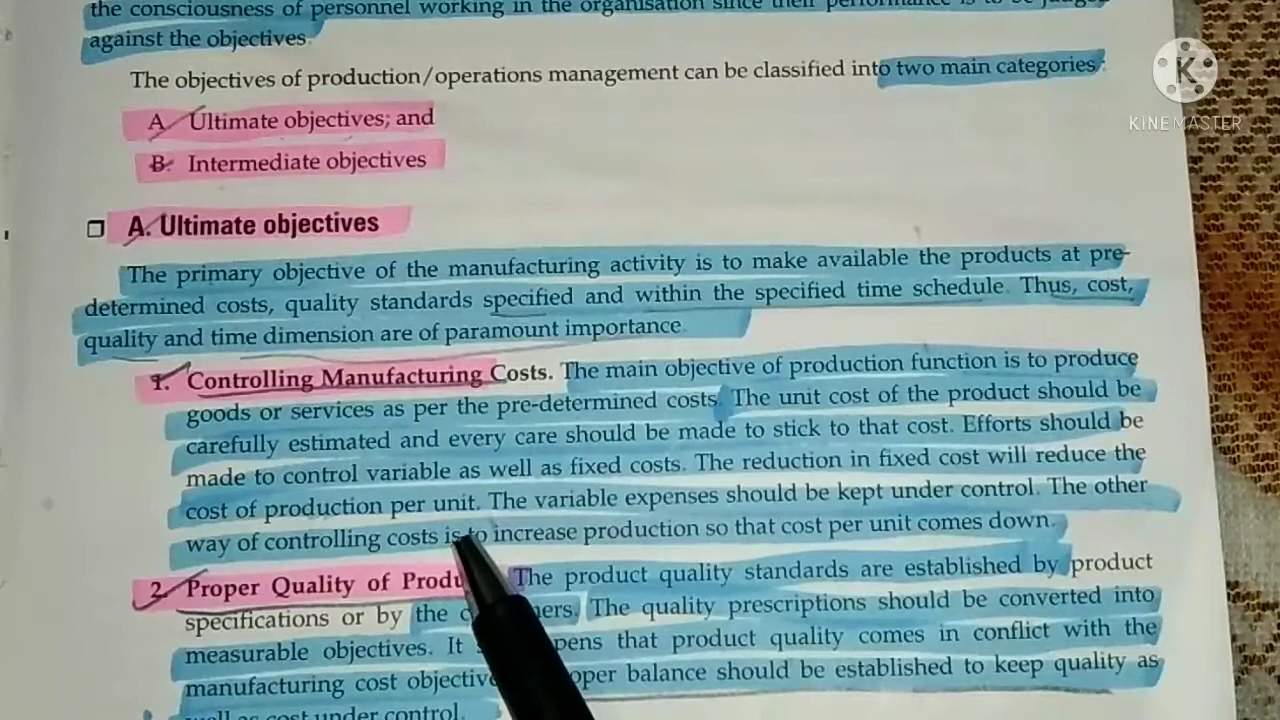 the consciousness of personnel working in the organisation since their performance is to be judged
against the objectives.
The objectives of production/operations management can be classified into two main categories:
A. Ultimate objectives; and
B. Intermediate objectives
A. Ultimate objectives
The primary objective of the manufacturing activity is to make available the products at pre-
determined costs, quality standards specified and within the specified time schedule. Thus, cost,
quality and time dimension are of paramount importance.
1. Controlling Manufacturing Costs. The main objective of production function is to produce
goods or services as per the pre-determined costs. The unit cost of the product should be
carefully estimated and every care should be made to stick to that cost. Efforts should be
made to control variable as well as fixed costs. The reduction in fixed cost will reduce the
cost of production per unit. The variable expenses should be kept under control. The other
way of controlling costs is to increase production so that cost per unit comes down.
2. Proper Quality of The product quality standards are established by product
specifications or by the The quality prescriptions should be converted into
measurable objectives. It that product quality comes in conflict with the
manufacturing cost balance should be established to keep quality as
well as cost under control.
K
KINEMASTER